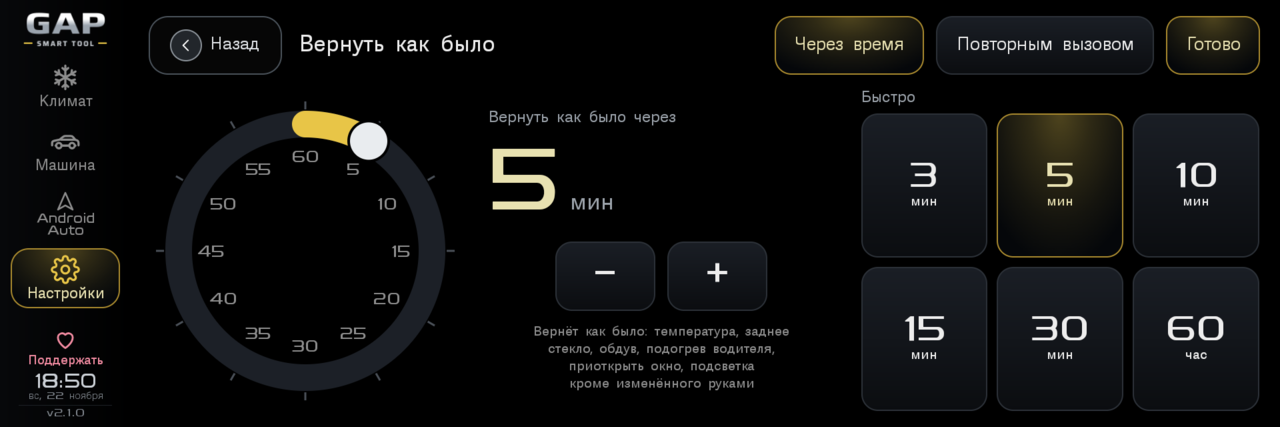 GAP
SMART TOOL
Климат
Машина
Android
Auto
Настройки
Поддержать
18:50
вс, 22 ноября
v2.1.0
Назад
Вернуть как было
Через время
Повторным вызовом
Готово
60
5
10
15
20
25
30
35
40
45
50
55
Вернуть как было через
5 мин
−
+
Вернёт как было: температура, заднее
стекло, обдув, подогрев водителя,
приоткрыть окно, подсветка
кроме изменённого руками
Быстро
3
мин
5
мин
10
мин
15
мин
30
мин
60
час